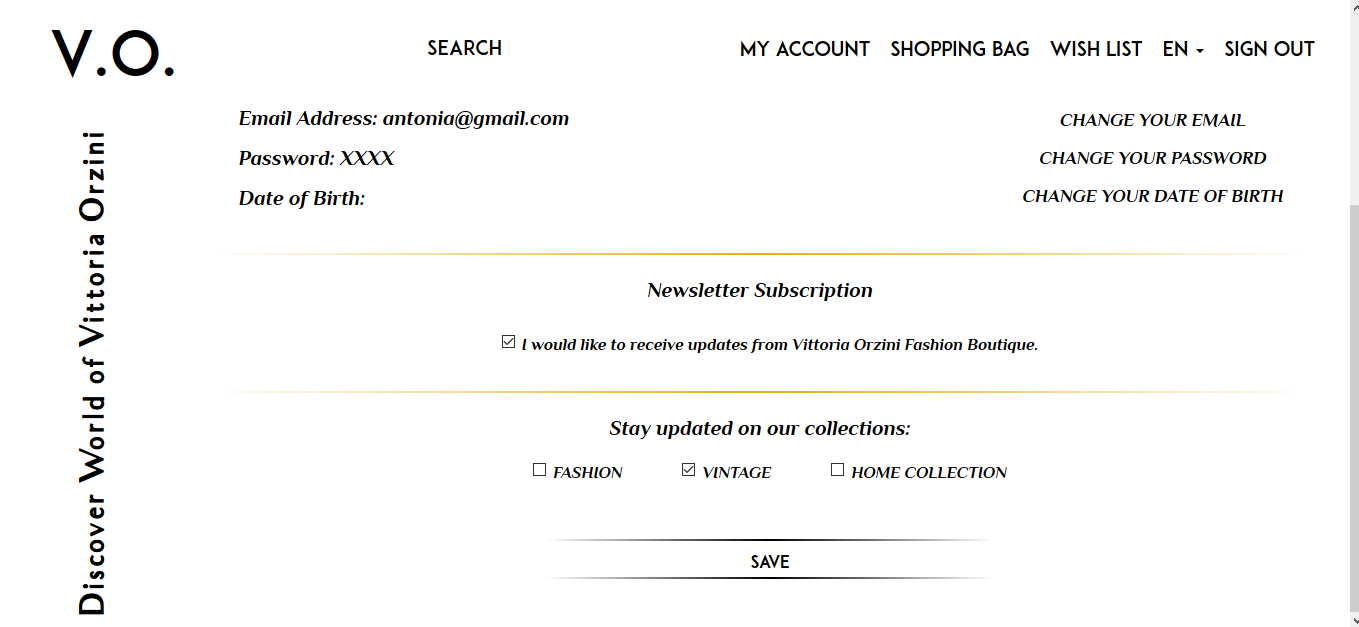 V.O.
SEARCH
MY ACCOUNT
SHOPPING BAG
WISH LIST
EN
SIGN OUT
Discover World of Vittoria Orzini
Email Address: antonia@gmail.com
CHANGE YOUR EMAIL
Password: XXXX
CHANGE YOUR PASSWORD
Date of Birth:
CHANGE YOUR DATE OF BIRTH
Newsletter Subscription
I would like to receive updates from Vittoria Orzini Fashion Boutique.
Stay updated on our collections:
FASHION
VINTAGE
HOME COLLECTION
SAVE